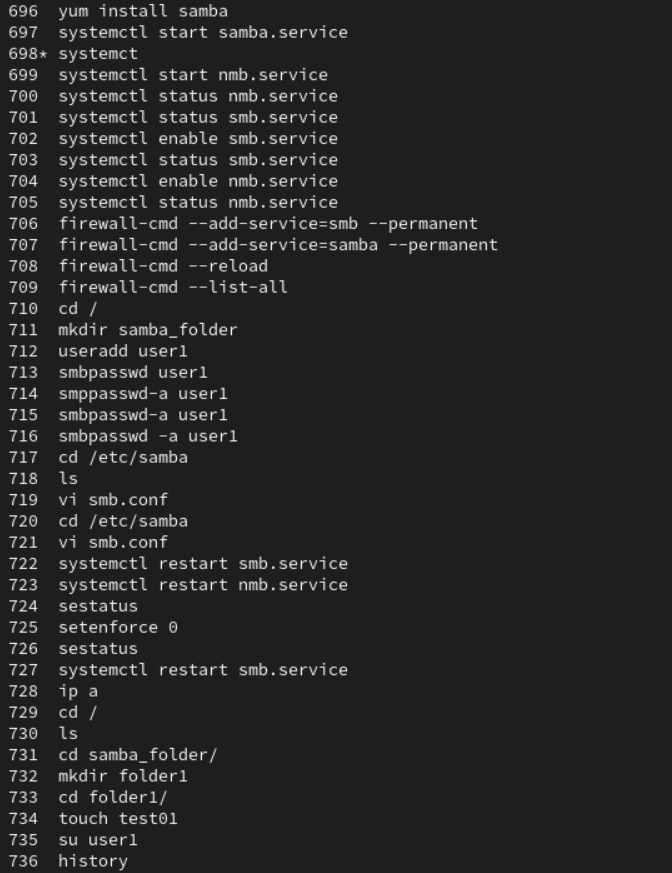 696 yum install samba
697 systemctl start samba.service
698* systemct
699 systemctl start nmb.service
700 systemctl status nmb.service
701 systemctl status smb.service
702 systemctl enable smb.service
703 systemctl status smb.service
704 systemctl enable nmb.service
705 systemctl status nmb.service
706 firewall-cmd --add-service=smb --permanent
707 firewall-cmd --add-service=samba --permanent
708 firewall-cmd --reload
709 firewall-cmd --list-all
710 cd /
711 mkdir samba_folder
712 useradd user1
713 smbpasswd user1
714 smppasswd-a user1
715 smbpasswd-a user1
716 smbpasswd -a user1
717 cd /etc/samba
718 ls
719 vi smb.conf
720 cd /etc/samba
721 vi smb.conf
722 systemctl restart smb.service
723 systemctl restart nmb.service
724 sestatus
725 setenforce 0
726 sestatus
727 systemctl restart smb.service
728 ip a
729 cd /
730 ls
731 cd samba_folder/
732 mkdir folder1
733 cd folder1/
734 touch test01
735 su user1
736 history